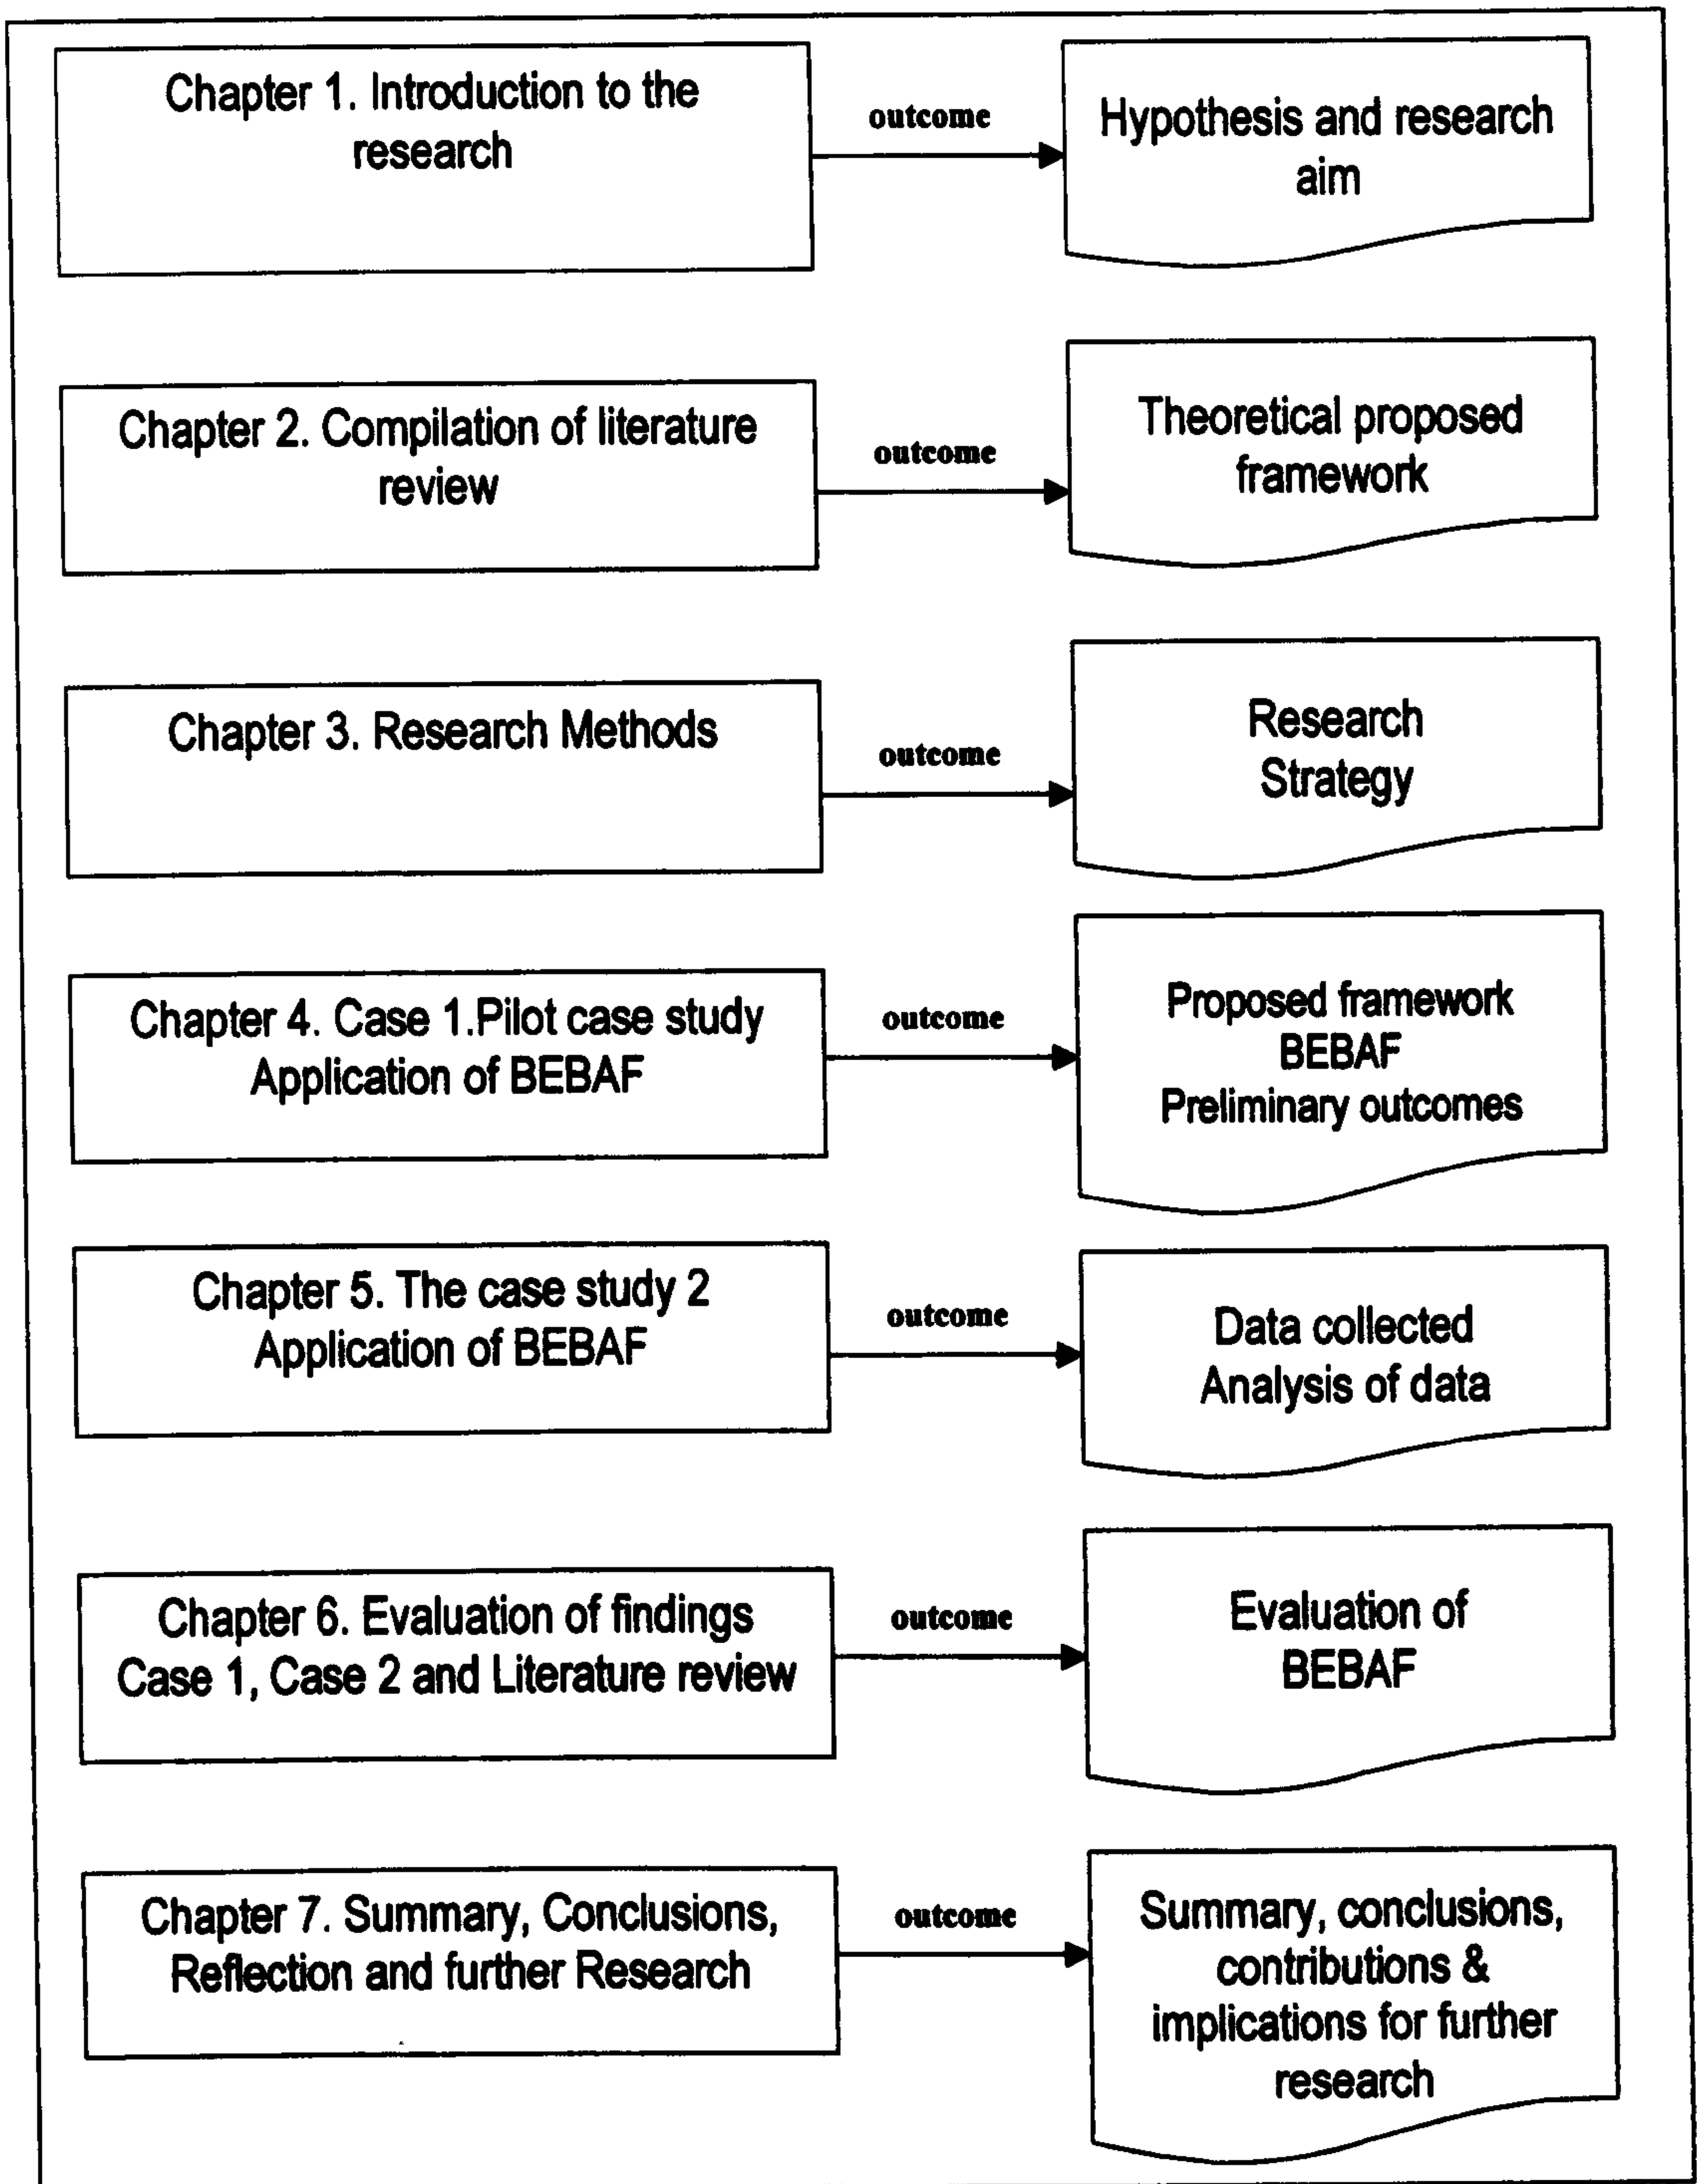 Chapter 1. Introduction to the
research
outcome
Hypothesis and research
aim
Chapter 2. Compilation of literature
review
outcome
Theoretical proposed
framework
Chapter 3. Research Methods
outcome
Research
Strategy
Chapter 4. Case 1.Pilot case study
Application of BEBAF
outcome
Proposed framework
BEBAF
Preliminary outcomes
Chapter 5. The case study 2
Application of BEBAF
outcome
Data collected
Analysis of data
Chapter 6. Evaluation of findings
Case 1, Case 2 and Literature review
outcome
Evaluation of
BEBAF
Chapter 7. Summary, Conclusions,
Reflection and further Research
outcome
Summary, conclusions,
contributions &
implications for further
research